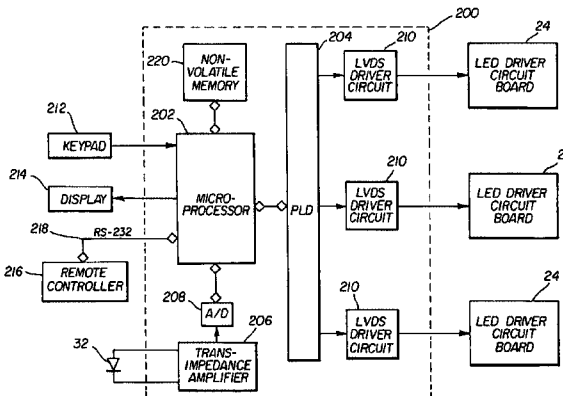 200
204
210
24
220
NON-
VOLATILE
MEMORY
LVDS
DRIVER
CIRCUIT
LED DRIVER
CIRCUIT
BOARD
212
202
KEYPAD
214
DISPLAY
MICRO-
PROCESSOR
PLD
210
LVDS
DRIVER
CIRCUIT
2
LED DRIVER
CIRCUIT
BOARD
218
RS-232
216
REMOTE
CONTROLLER
208
A/D
206
210
LVDS
DRIVER
CIRCUIT
24
LED DRIVER
CIRCUIT
BOARD
32
TRANS-
IMPEDANCE
AMPLIFIER